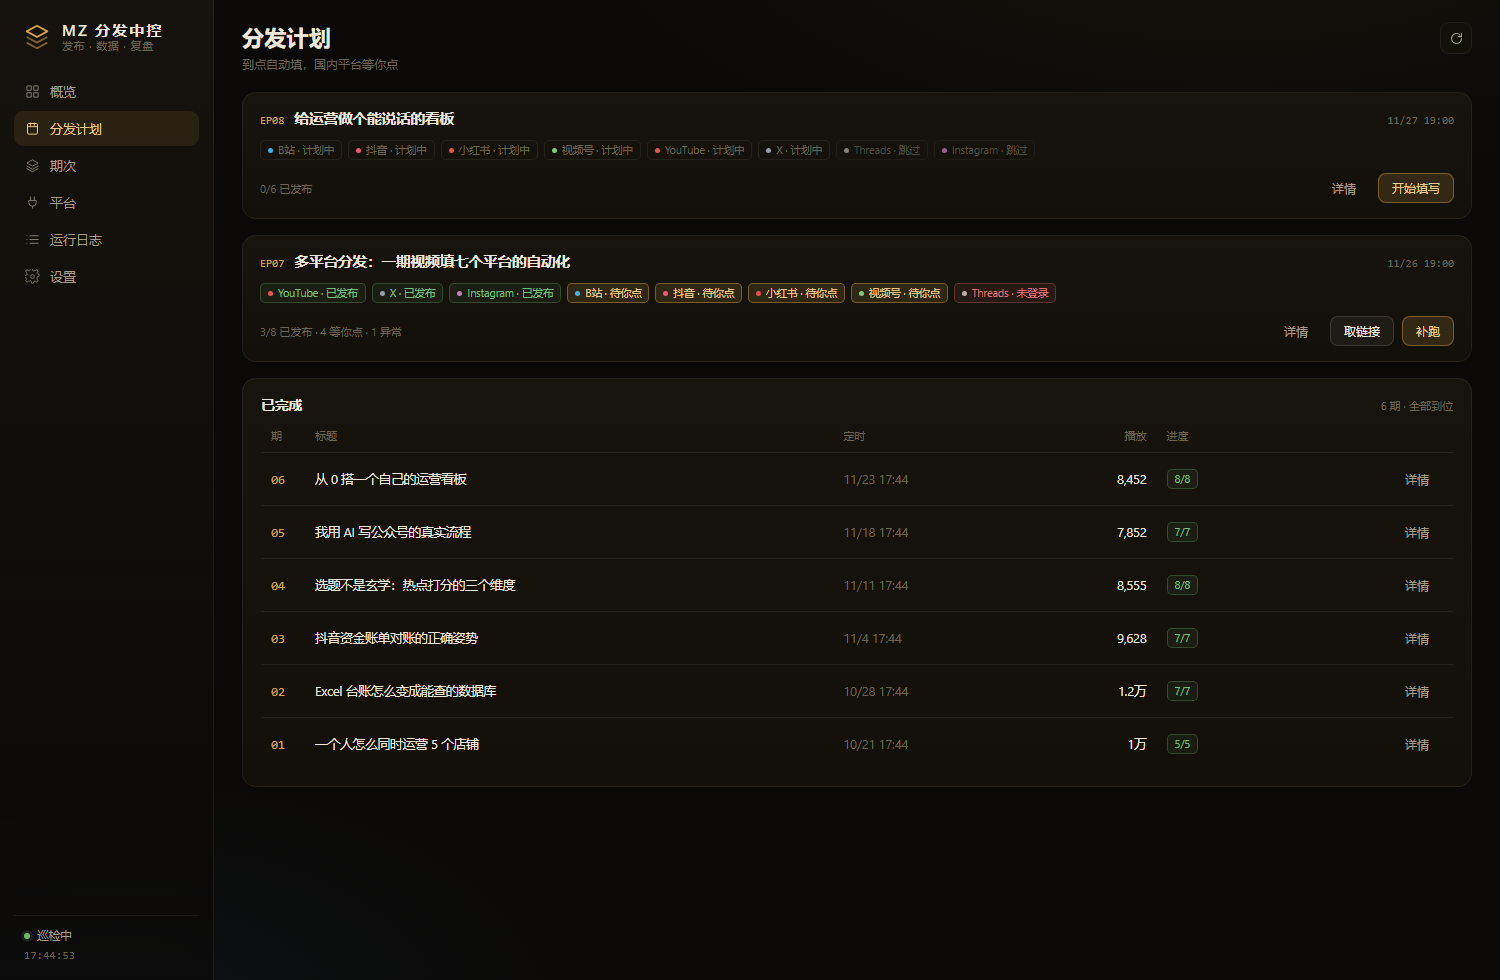 MZ 分发中控
发布 · 数据 · 复盘
概览
分发计划
期次
平台
运行日志
设置
巡检中
17:44:53
分发计划
到点自动填，国内平台等你点
EP08 给运营做个能说话的看板 11/27 19:00
B站 · 计划中 抖音 · 计划中 小红书 · 计划中 视频号 · 计划中 YouTube · 计划中 X · 计划中 Threads · 跳过 Instagram · 跳过
0/6 已发布 详情 开始填写
EP07 多平台分发：一期视频填七个平台的自动化 11/26 19:00
YouTube · 已发布 X · 已发布 Instagram · 已发布 B站 · 待你点 抖音 · 待你点 小红书 · 待你点 视频号 · 待你点 Threads · 未登录
3/8 已发布 · 4 等你点 · 1 异常 详情 取链接 补跑
已完成 6 期 · 全部到位
期 标题 定时 播放 进度
06 从 0 搭一个自己的运营看板 11/23 17:44 8,452 8/8 详情
05 我用 AI 写公众号的真实流程 11/18 17:44 7,852 7/7 详情
04 选题不是玄学：热点打分的三个维度 11/11 17:44 8,555 8/8 详情
03 抖音资金账单对账的正确姿势 11/4 17:44 9,628 7/7 详情
02 Excel 台账怎么变成能查的数据库 10/28 17:44 1.2万 7/7 详情
01 一个人怎么同时运营 5 个店铺 10/21 17:44 1万 5/5 详情